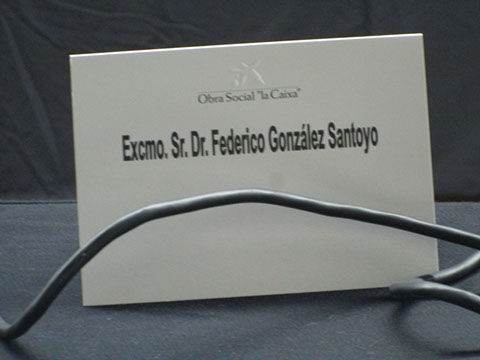 Obra Social "la Caixa"
Excmo. Sr. Dr. Federico González Santoyo